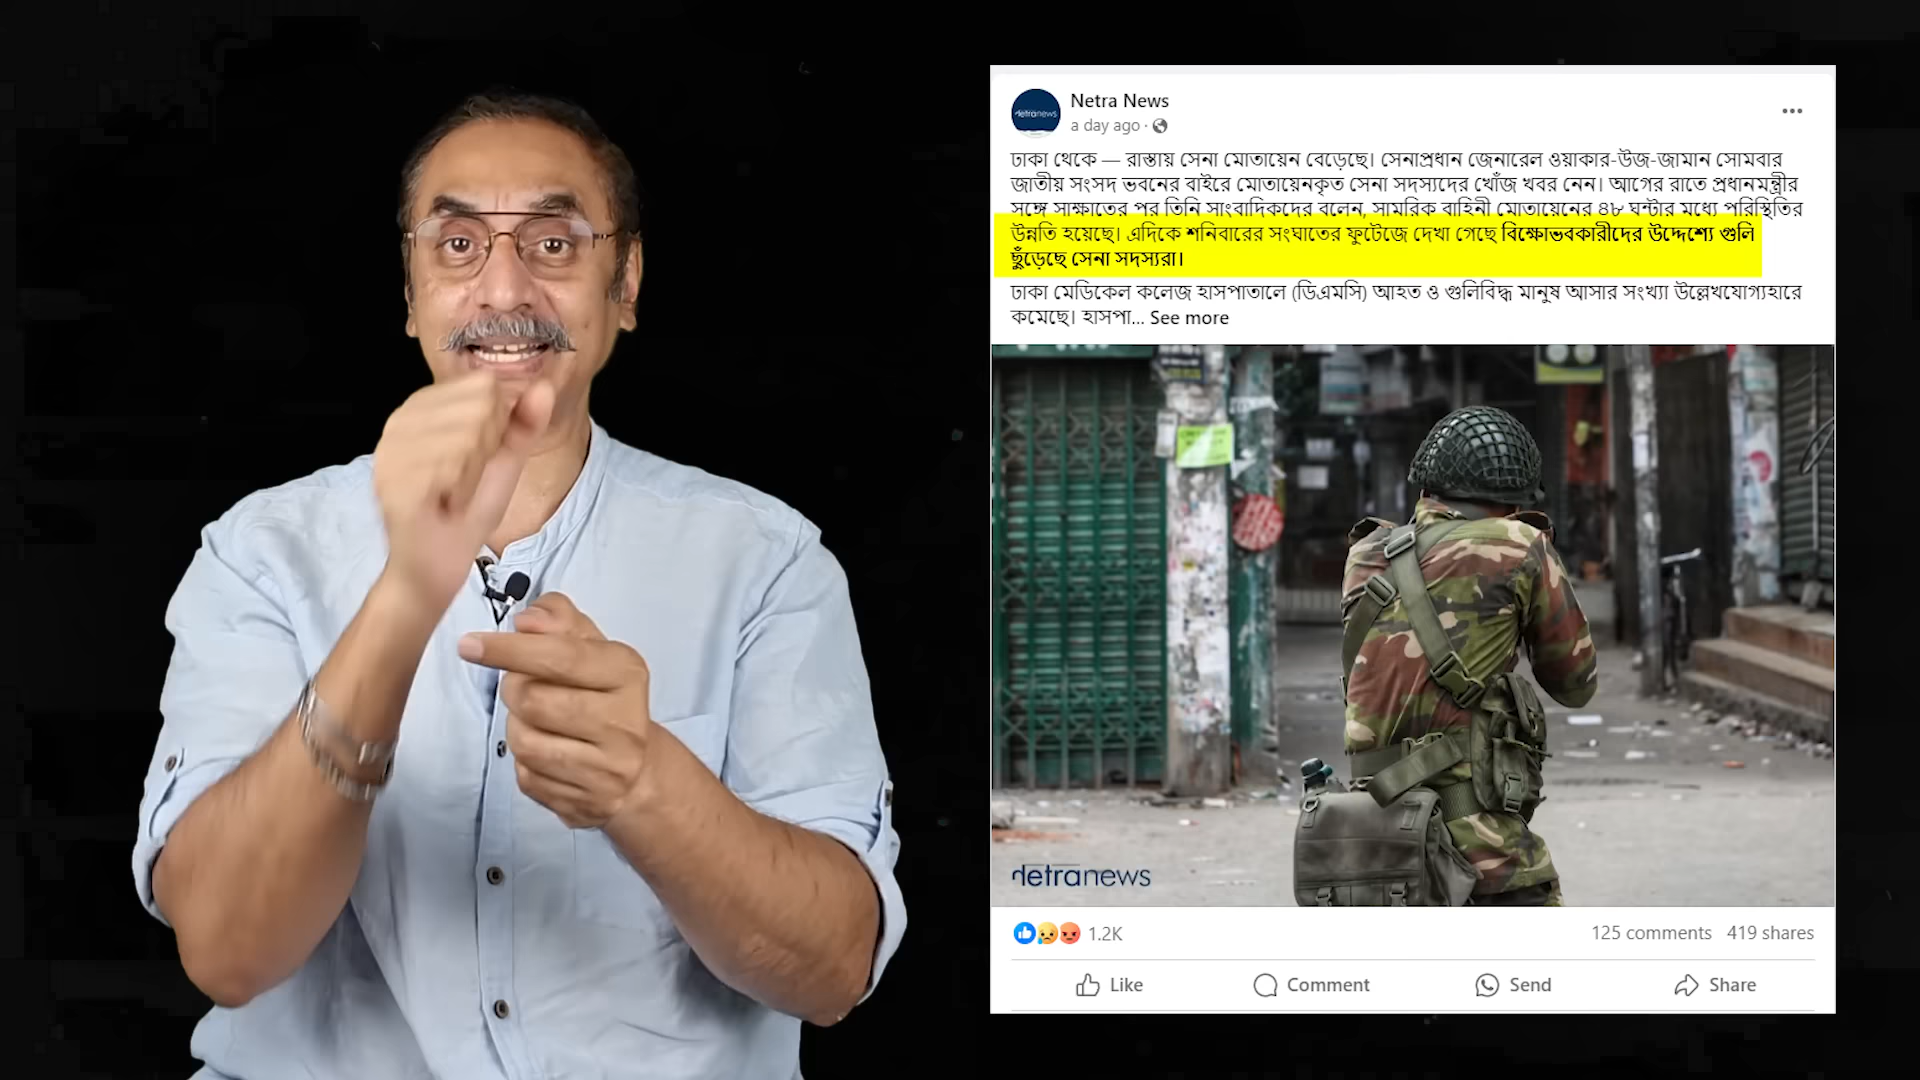 Netra News
a day ago
ঢাকা থেকে — রাস্তায় সেনা মোতায়েন বেড়েছে। সেনাপ্রধান জেনারেল ওয়াকার-উজ-জামান সোমবার
জাতীয় সংসদ ভবনের বাইরে মোতায়েনকৃত সেনা সদস্যদের খোঁজ খবর নেন। আগের রাতে প্রধানমন্ত্রীর
সঙ্গে সাক্ষাতের পর তিনি সাংবাদিকদের বলেন, সামরিক বাহিনী মোতায়েনের ৪৮ ঘন্টার মধ্যে পরিস্থিতির
উন্নতি হয়েছে। এদিকে শনিবারের সংঘাতের ফুটেজে দেখা গেছে বিক্ষোভবকারীদের উদ্দেশ্যে গুলি
ছুঁড়েছে সেনা সদস্যরা।
ঢাকা মেডিকেল কলেজ হাসপাতালে (ডিএমসি) আহত ও গুলিবিদ্ধ মানুষ আসার সংখ্যা উল্লেখযোগ্যহারে
কমেছে। হাসপা... See more
netranews
1.2K
125 comments 419 shares
Like Comment Send Share